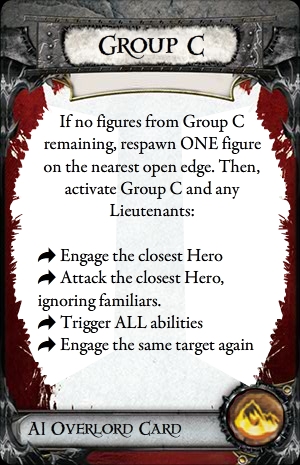 Group C
If no figures from Group C
remaining, respawn ONE figure
on the nearest open edge. Then,
activate Group C and any
Lieutenants:
➦ Engage the closest Hero
➦ Attack the closest Hero,
ignoring familiars.
➦ Trigger ALL abilities
➦ Engage the same target again
AI Overlord Card